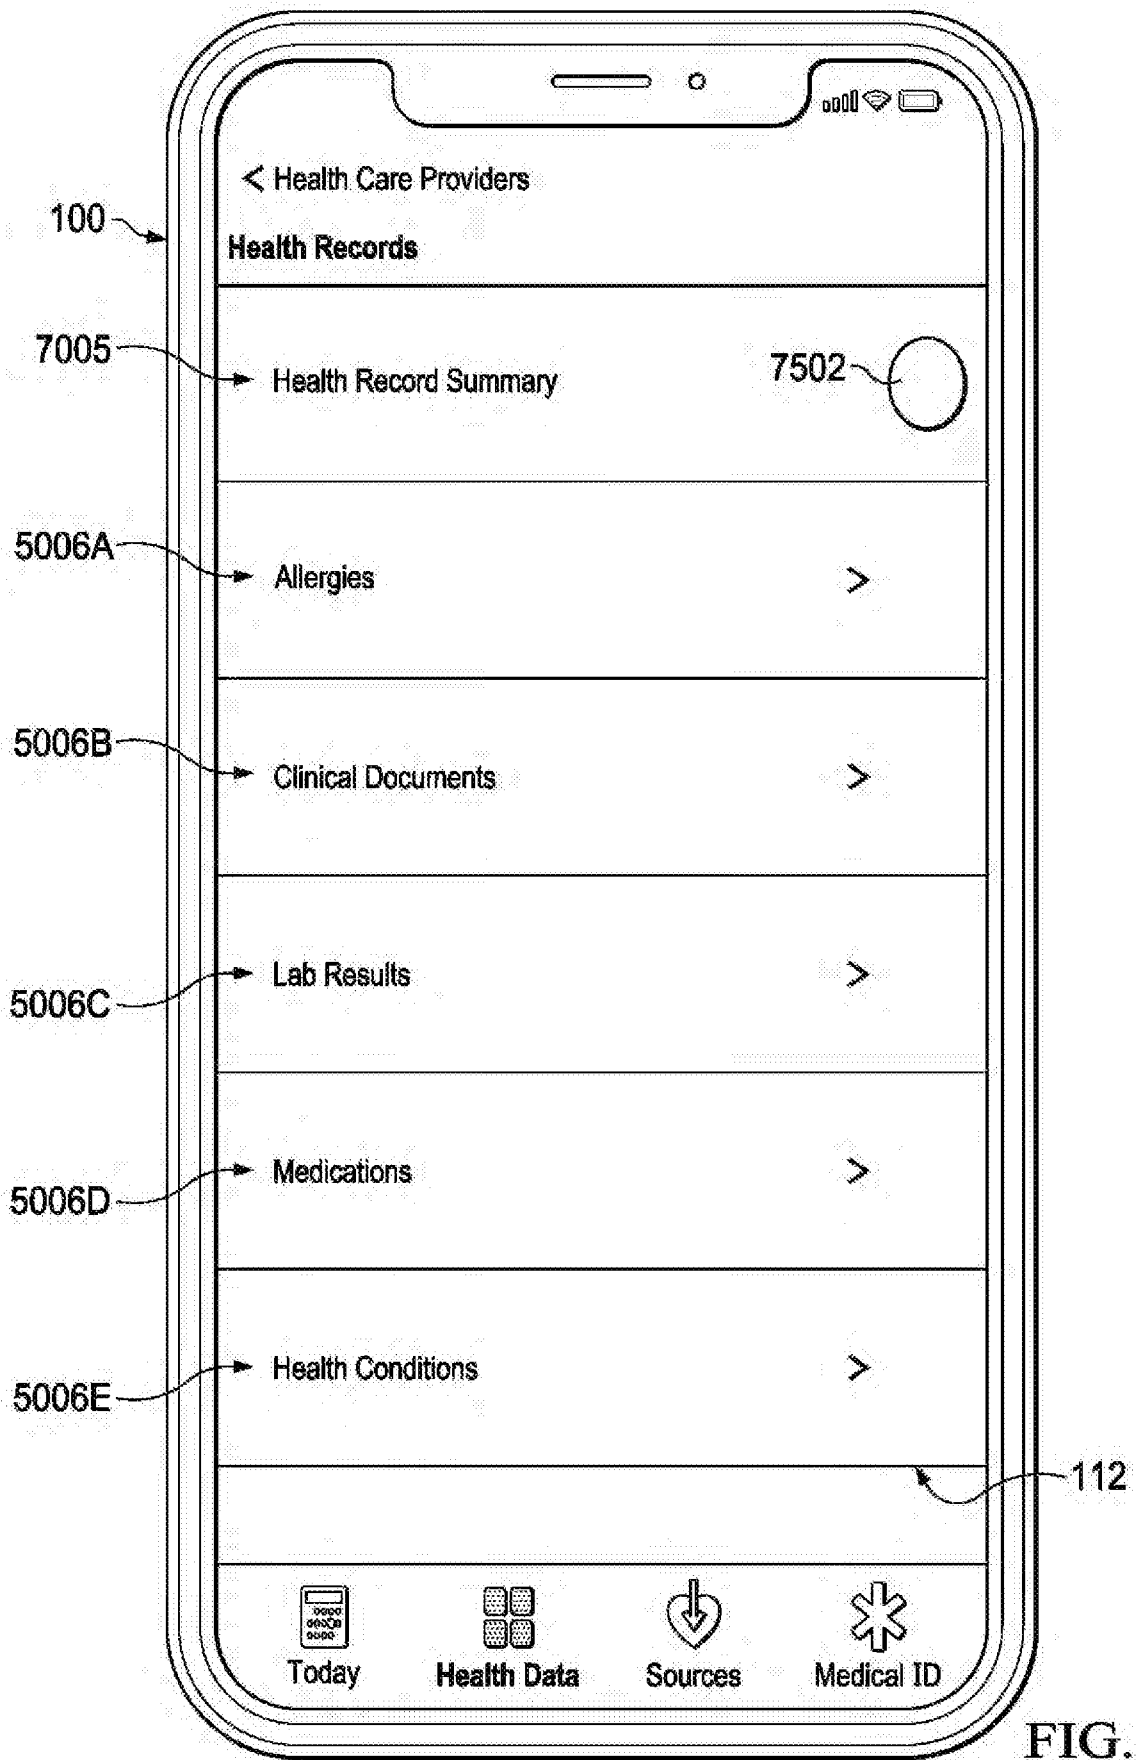 < Health Care Providers
100
Health Records
7005
Health Record Summary
7502
5006A
Allergies
>
5006B
Clinical Documents
>
5006C
Lab Results
>
5006D
Medications
>
5006E
Health Conditions
>
112
Today
Health Data
Sources
Medical ID
FIG.